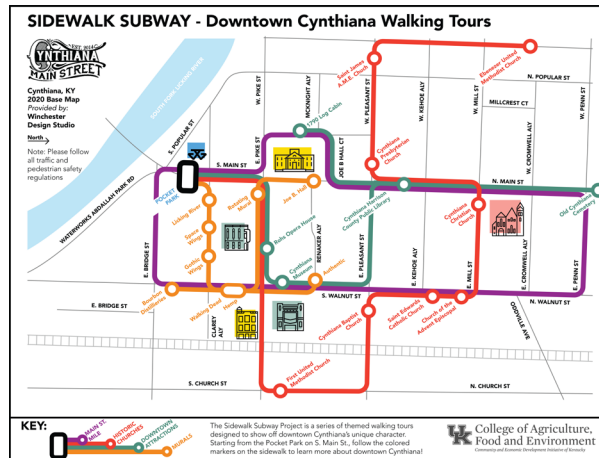 SIDEWALK SUBWAY - Downtown Cynthiana Walking Tours
EST. 2014
CYNTHIANA
MAIN STREET
Cynthiana, KY
2020 Base Map
Provided by:
Winchester
Design Studio
North
Note: Please follow
all traffic and
pedestrian safety
regulations
SOUTH FORK LICKING RIVER
WATERWORKS ABDALLAH PARK RD
S. POPULAR ST
N. POPULAR ST
W. PIKE ST
MCKNIGHT ALY
W. PLEASANT ST
W. KEHOE ALY
W. MILL ST
MILLCREST CT
W. CROMWELL ALY
W. PENN ST
Saint James
A.M.E. Church
Ebenezer United
Methodist Church
1790 Log Cabin
JOE B HALL CT
E. PIKE ST
S. MAIN ST
N. MAIN ST
Cynthiana
Presbyterian
Church
POCKET
PARK
Licking River
Space
Wings
Gothic
Wings
Rotating
Mural
Joe B. Hall
Rohs Opera House
Cynthiana
Museum
RENAKER ALY
Authentic
Cynthiana Harrison
County Public Library
E. PLEASANT ST
Cynthiana
Christian
Church
Old Cynthiana
Cemetery
E. BRIDGE ST
E. KEHOE ALY
E. MILL ST
E. CROMWELL ALY
E. PENN ST
Bourbon
Distilleries
Walking Dead
Hemp
S. WALNUT ST
N. WALNUT ST
E. BRIDGE ST
CLAREY
ALY
Cynthiana Baptist
Church
Saint Edwards
Catholic Church
Church of the
Advent Episcopal
ODDVILLE AVE
First United
Methodist Church
S. CHURCH ST
N. CHURCH ST
KEY:
MAIN ST.
MILE
HISTORIC
CHURCHES
DOWNTOWN
ATTRACTIONS
MURALS
The Sidewalk Subway Project is a series of themed walking tours
designed to show off downtown Cynthiana's unique character.
Starting from the Pocket Park on S. Main St., follow the colored
markers on the sidewalk to learn more about downtown Cynthiana!
UK
College of Agriculture,
Food and Environment
Community and Economic Development Initiative of Kentucky